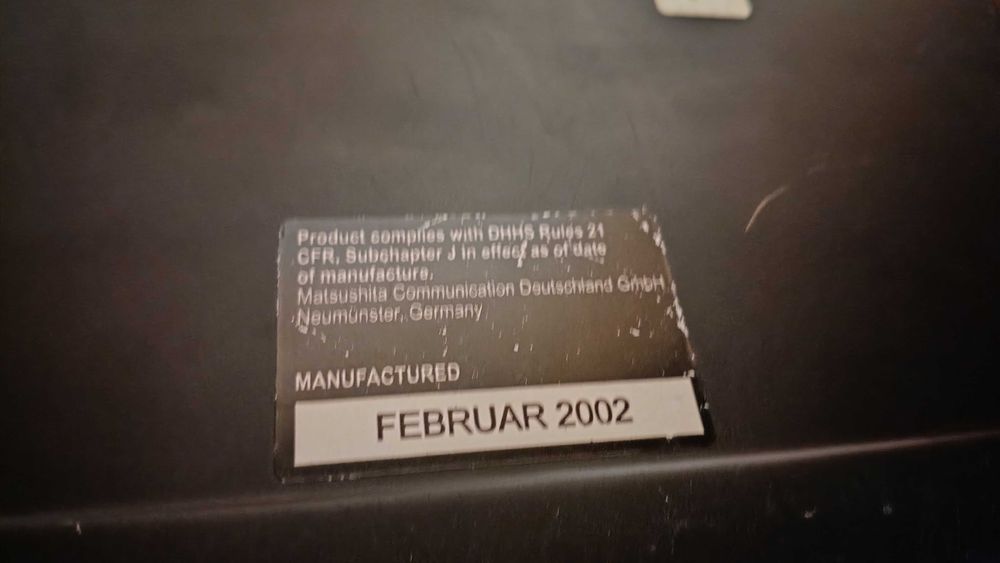 Product complies with DHHS Rules 21
CFR, Subchapter J in effect as of date
of manufacture.
Matsushita Communication Deutschland GmbH
Neumünster, Germany
MANUFACTURED
FEBRUAR 2002